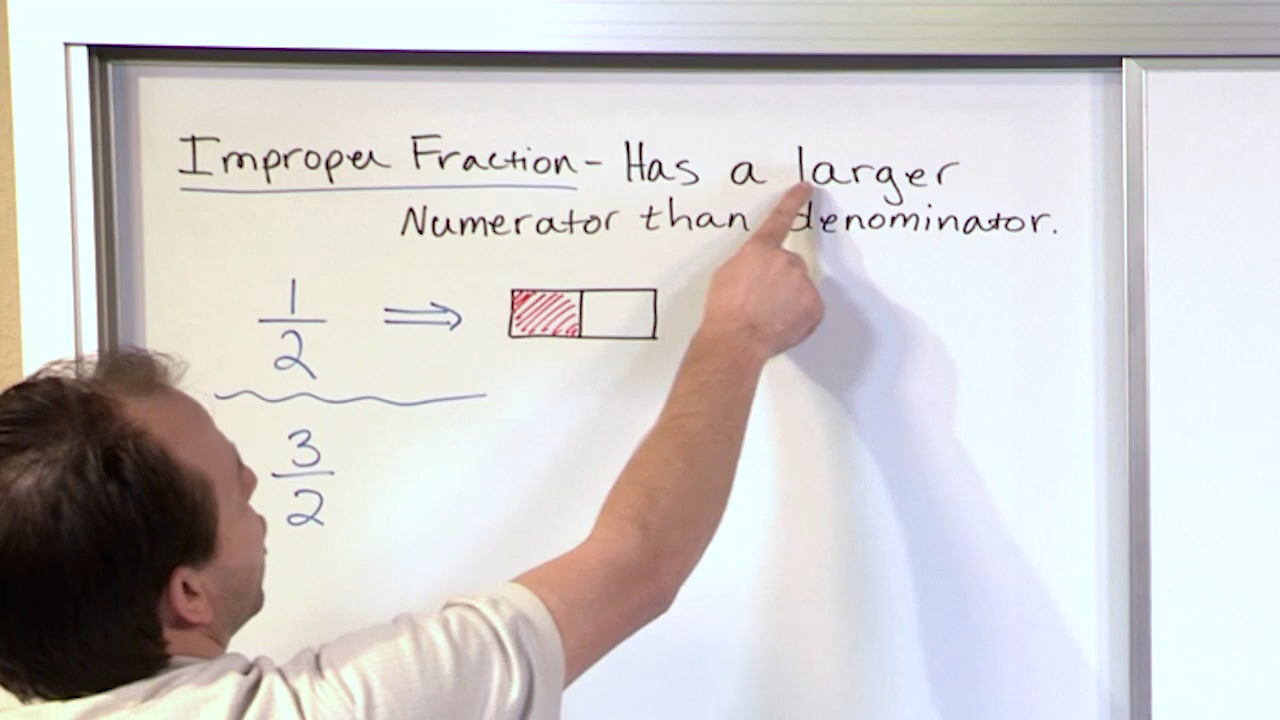 Improper Fraction - Has a larger
Numerator than denominator.
1
2
3
2